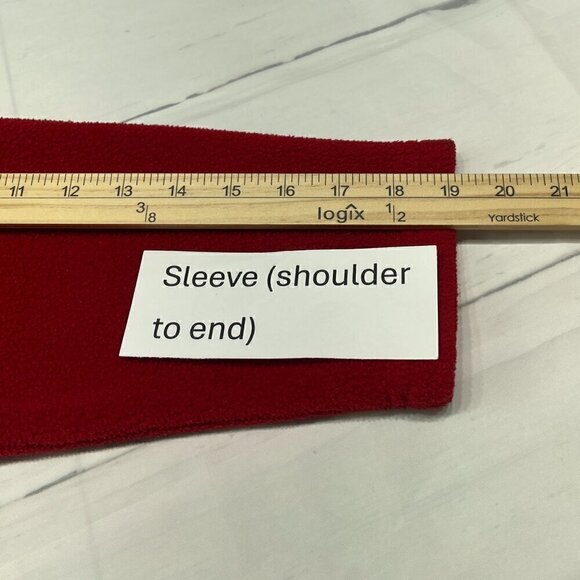 11 12 13 14 15 16 17 18 19 20 21
3/8 logix 1/2 Yardstick
Sleeve (shoulder
to end)